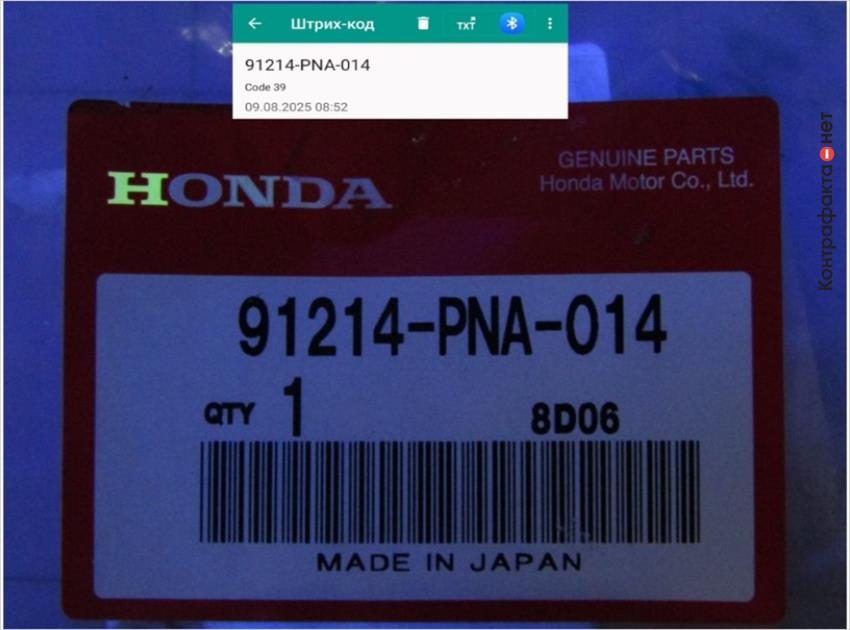 Штрих-код
TXT
91214-PNA-014
Code 39
09.08.2025 08:52
HONDA
GENUINE PARTS
Honda Motor Co., Ltd.
91214-PNA-014
QTY 1
8D06
MADE IN JAPAN
Контрафакта нет